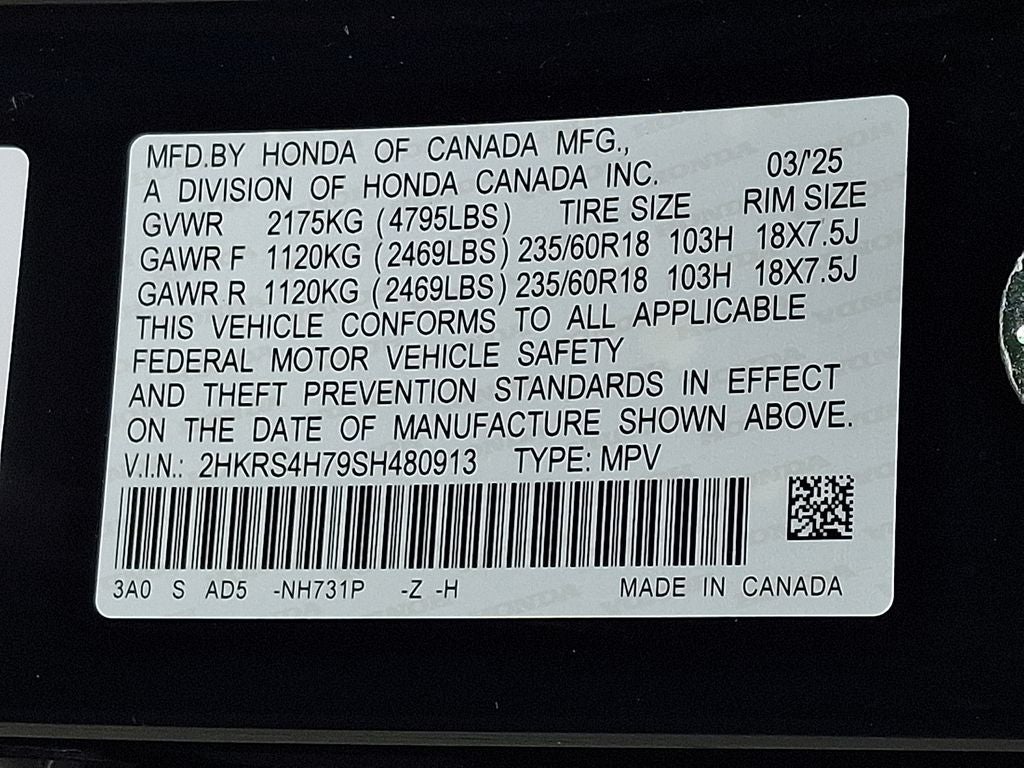 MFD.BY HONDA OF CANADA MFG.,
A DIVISION OF HONDA CANADA INC. 03/'25
GVWR 2175KG (4795LBS) TIRE SIZE RIM SIZE
GAWR F 1120KG (2469LBS) 235/60R18 103H 18X7.5J
GAWR R 1120KG (2469LBS) 235/60R18 103H 18X7.5J
THIS VEHICLE CONFORMS TO ALL APPLICABLE
FEDERAL MOTOR VEHICLE SAFETY
AND THEFT PREVENTION STANDARDS IN EFFECT
ON THE DATE OF MANUFACTURE SHOWN ABOVE.
V.I.N.: 2HKRS4H79SH480913 TYPE: MPV
3A0 S AD5 -NH731P -Z -H MADE IN CANADA